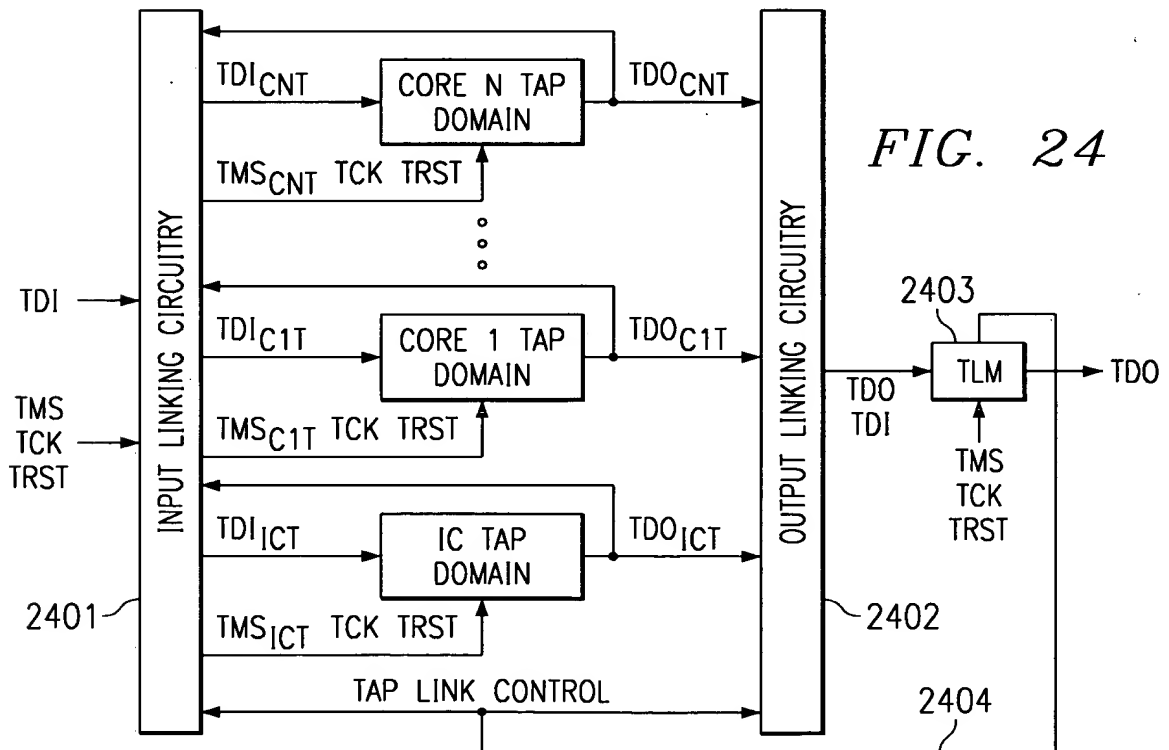 TDI_CNT
CORE N TAP
DOMAIN
TDO_CNT
FIG. 24
TMS_CNT TCK TRST
INPUT LINKING CIRCUITRY
OUTPUT LINKING CIRCUITRY
TDI
TDI_C1T
CORE 1 TAP
DOMAIN
TDO_C1T
2403
TLM
TDO
TDO
TDI
TMS
TCK
TRST
TMS_C1T TCK TRST
TMS
TCK
TRST
TDI_ICT
IC TAP
DOMAIN
TDO_ICT
2401
TMS_ICT TCK TRST
2402
TAP LINK CONTROL
2404